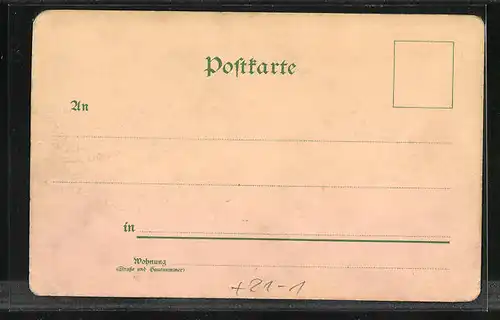 Postkarte
An
in
Wohnung
(Straße und Hausnummer)
+21-1